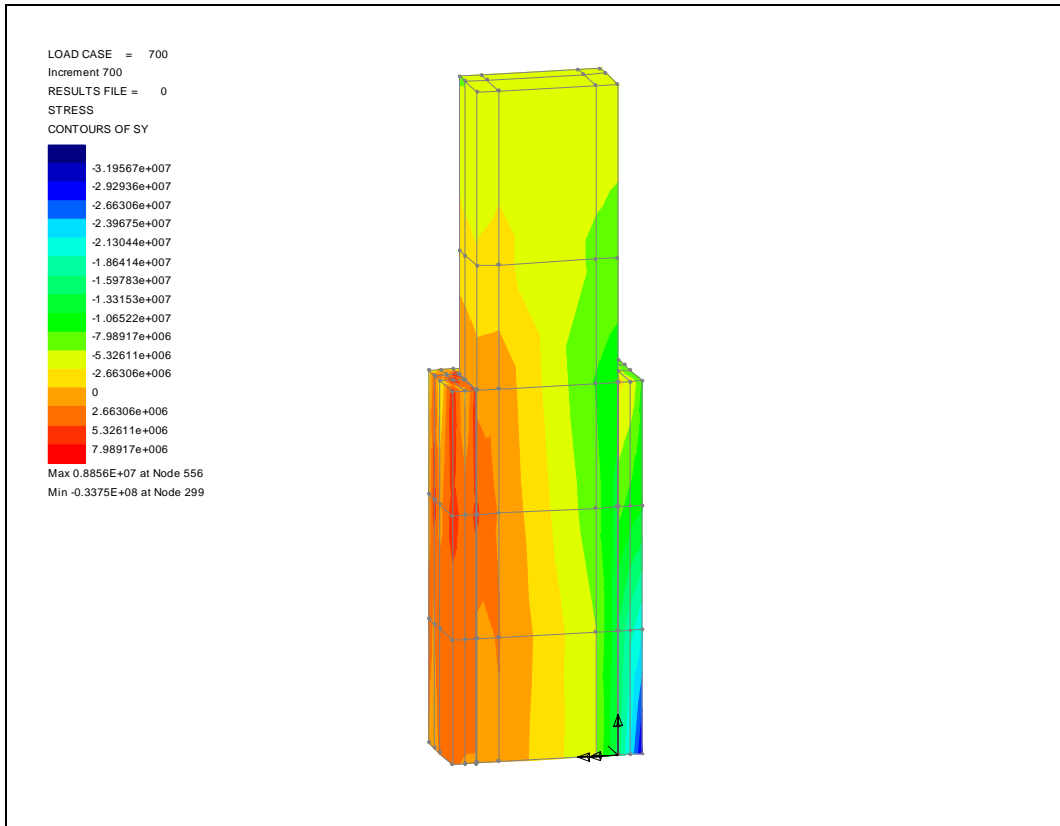 LOAD CASE = 700
Increment 700
RESULTS FILE = 0
STRESS
CONTOURS OF SY
-3.19567e+007
-2.92936e+007
-2.66306e+007
-2.39675e+007
-2.13044e+007
-1.86414e+007
-1.59783e+007
-1.33153e+007
-1.06522e+007
-7.98917e+006
-5.32611e+006
-2.66306e+006
0
2.66306e+006
5.32611e+006
7.98917e+006
Max 0.8856E+07 at Node 556
Min -0.3375E+08 at Node 299